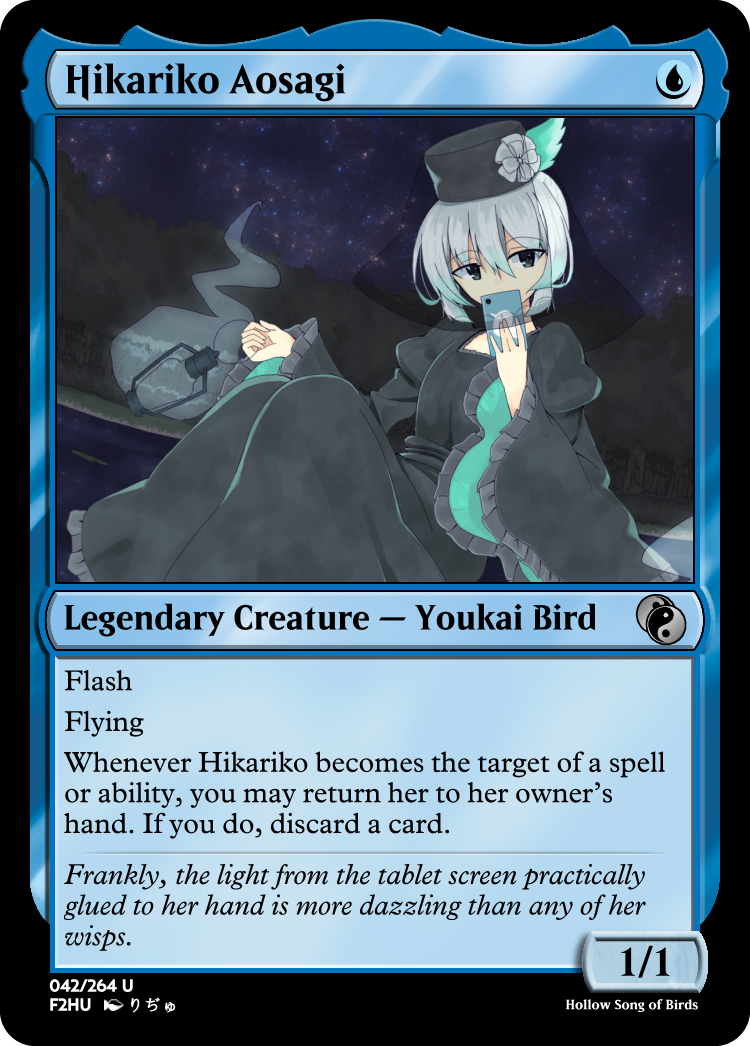 Hikariko Aosagi
Legendary Creature — Youkai Bird
Flash
Flying
Whenever Hikariko becomes the target of a spell
or ability, you may return her to her owner's
hand. If you do, discard a card.
Frankly, the light from the tablet screen practically
glued to her hand is more dazzling than any of her
wisps.
1/1
042/264 U
F2HU りぢゅ
Hollow Song of Birds